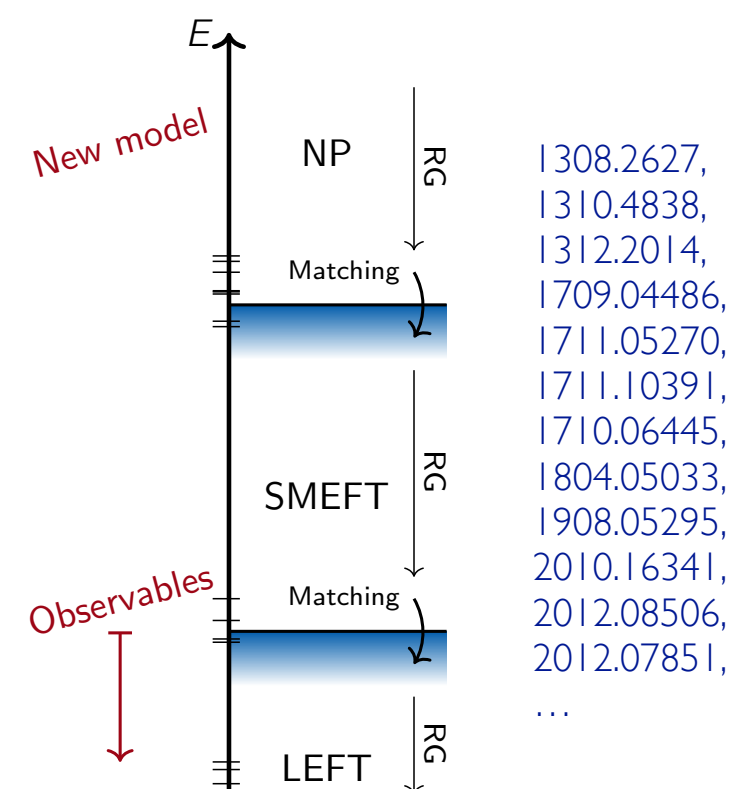 E
New model
NP
RG
Matching
SMEFT
RG
Observables
Matching
LEFT
RG
1308.2627,
1310.4838,
1312.2014,
1709.04486,
1711.05270,
1711.10391,
1710.06445,
1804.05033,
1908.05295,
2010.16341,
2012.08506,
2012.07851,
...